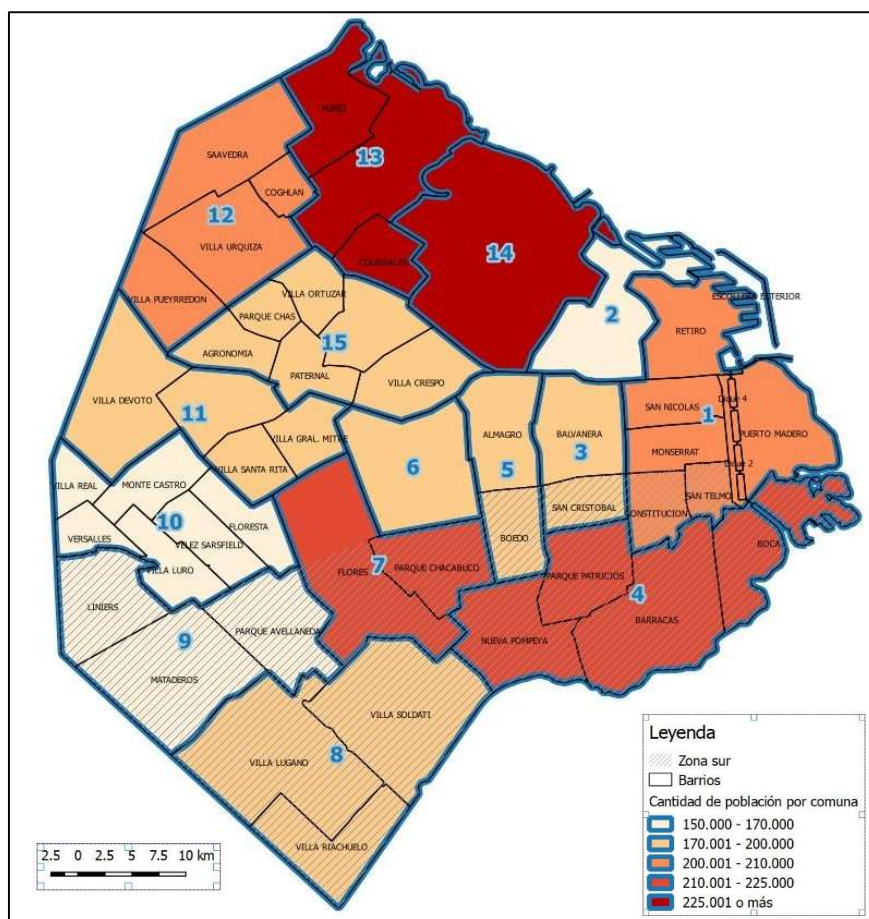 NUÑEZ
13
SAAVEDRA
COGHLAN
12
VILLA URQUIZA
COLEGIALES
14
VILLA PUEYRREDON
VILLA ORTUZAR
PARQUE CHAS
2
ESCOLLERA EXTERIOR
RETIRO
15
AGRONOMIA
PATERNAL
VILLA CRESPO
VILLA DEVOTO
11
SAN NICOLAS
Dique 4
1
PUERTO MADERO
ALMAGRO
BALVANERA
VILLA GRAL. MITRE
6
5
3
MONSERRAT
VILLA SANTA RITA
Dique 2
VILLA REAL
MONTE CASTRO
SAN TELMO
SAN CRISTOBAL
CONSTITUCION
10
FLORESTA
VERSALLES
VELEZ SARSFIELD
BOEDO
BOCA
VILLA LURO
FLORES
7
PARQUE CHACABUCO
PARQUE PATRICIOS
4
LINIERS
PARQUE AVELLANEDA
BARRACAS
9
NUEVA POMPEYA
MATADEROS
VILLA SOLDATI
VILLA LUGANO
8
VILLA RIACHUELO
2.5 0 2.5 5 7.5 10 km
Leyenda
Zona sur
Barrios
Cantidad de población por comuna
150.000 - 170.000
170.001 - 200.000
200.001 - 210.000
210.001 - 225.000
225.001 o más